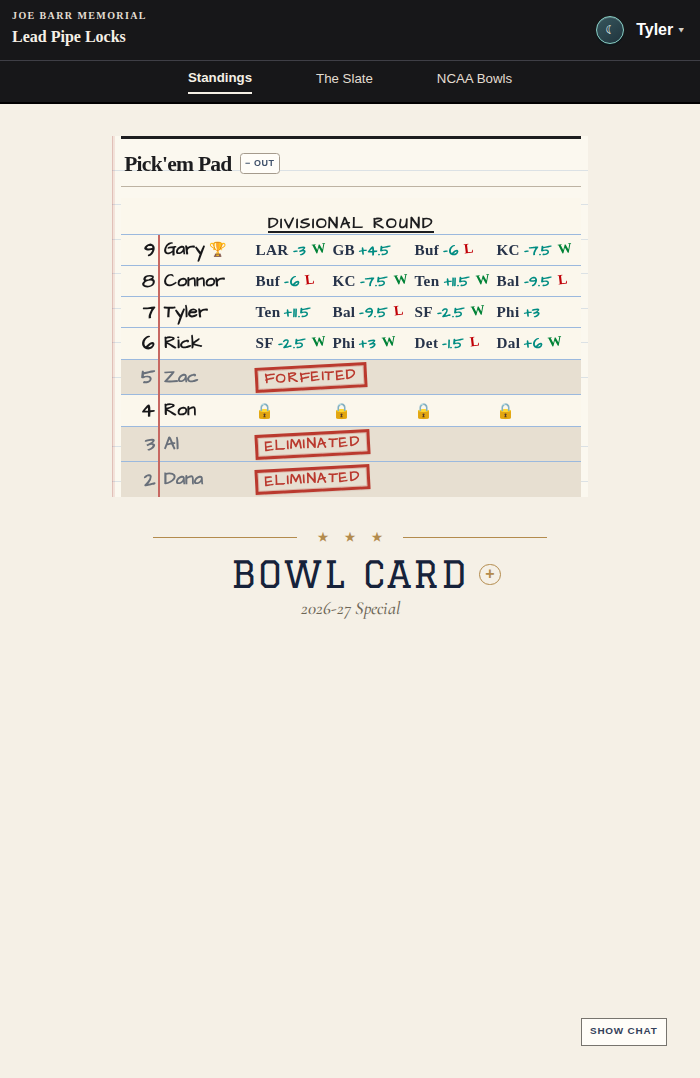 JOE BARR MEMORIAL
Lead Pipe Locks
Tyler ▾
Standings The Slate NCAA Bowls
Pick'em Pad − OUT
DIVISIONAL ROUND
9 Gary 🏆 LAR -3 W GB +4.5 Buf -6 L KC -7.5 W
8 Connor Buf -6 L KC -7.5 W Ten +11.5 W Bal -9.5 L
7 Tyler Ten +11.5 Bal -9.5 L SF -2.5 W Phi +3
6 Rick SF -2.5 W Phi +3 W Det -1.5 L Dal +6 W
5 Zac FORFEITED
4 Ron 🔒 🔒 🔒 🔒
3 Al ELIMINATED
2 Dana ELIMINATED
★ ★ ★
BOWL CARD +
2026-27 Special
SHOW CHAT